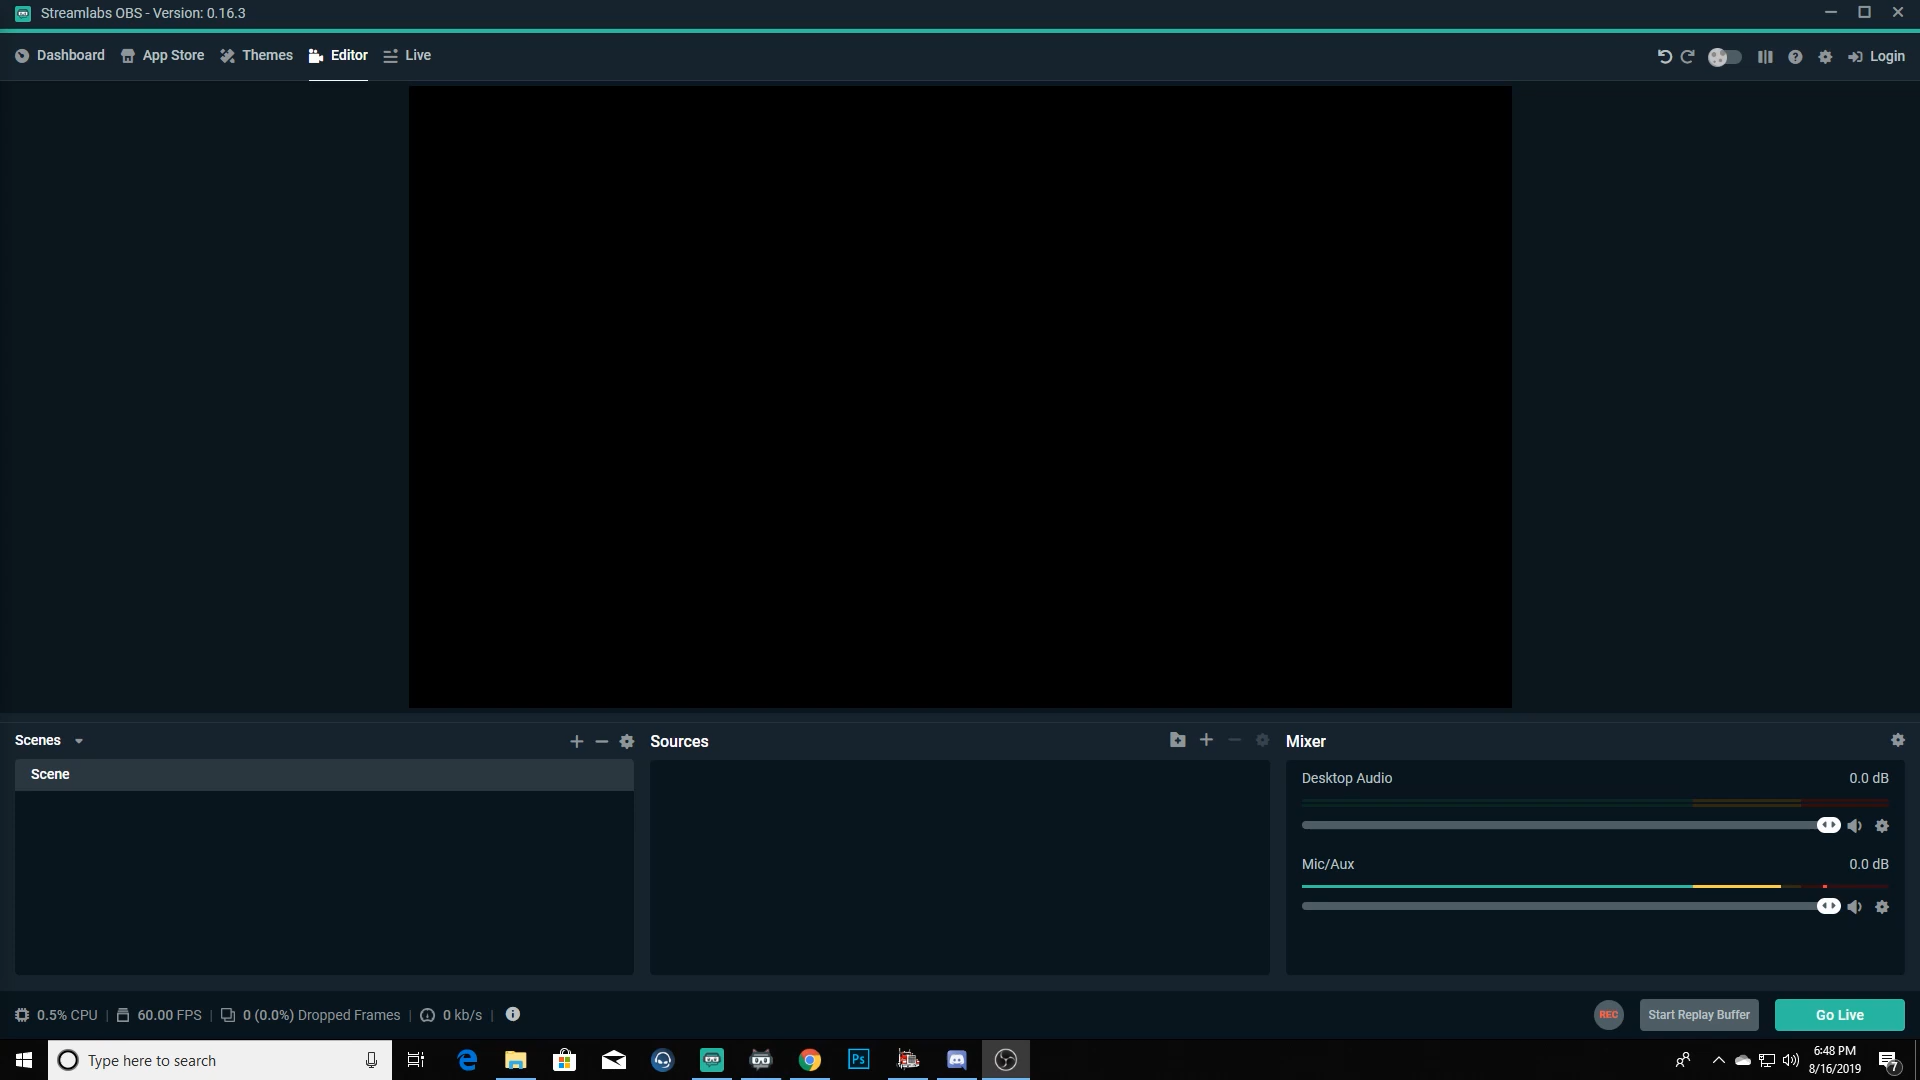 Streamlabs OBS - Version: 0.16.3
Dashboard App Store Themes Editor Live
Login
Scenes
Sources
Mixer
Scene
Desktop Audio 0.0 dB
Mic/Aux 0.0 dB
0.5% CPU | 60.00 FPS | 0 (0.0%) Dropped Frames | 0 kb/s |
REC
Start Replay Buffer
Go Live
Type here to search
Ps
6:48 PM
8/16/2019
7